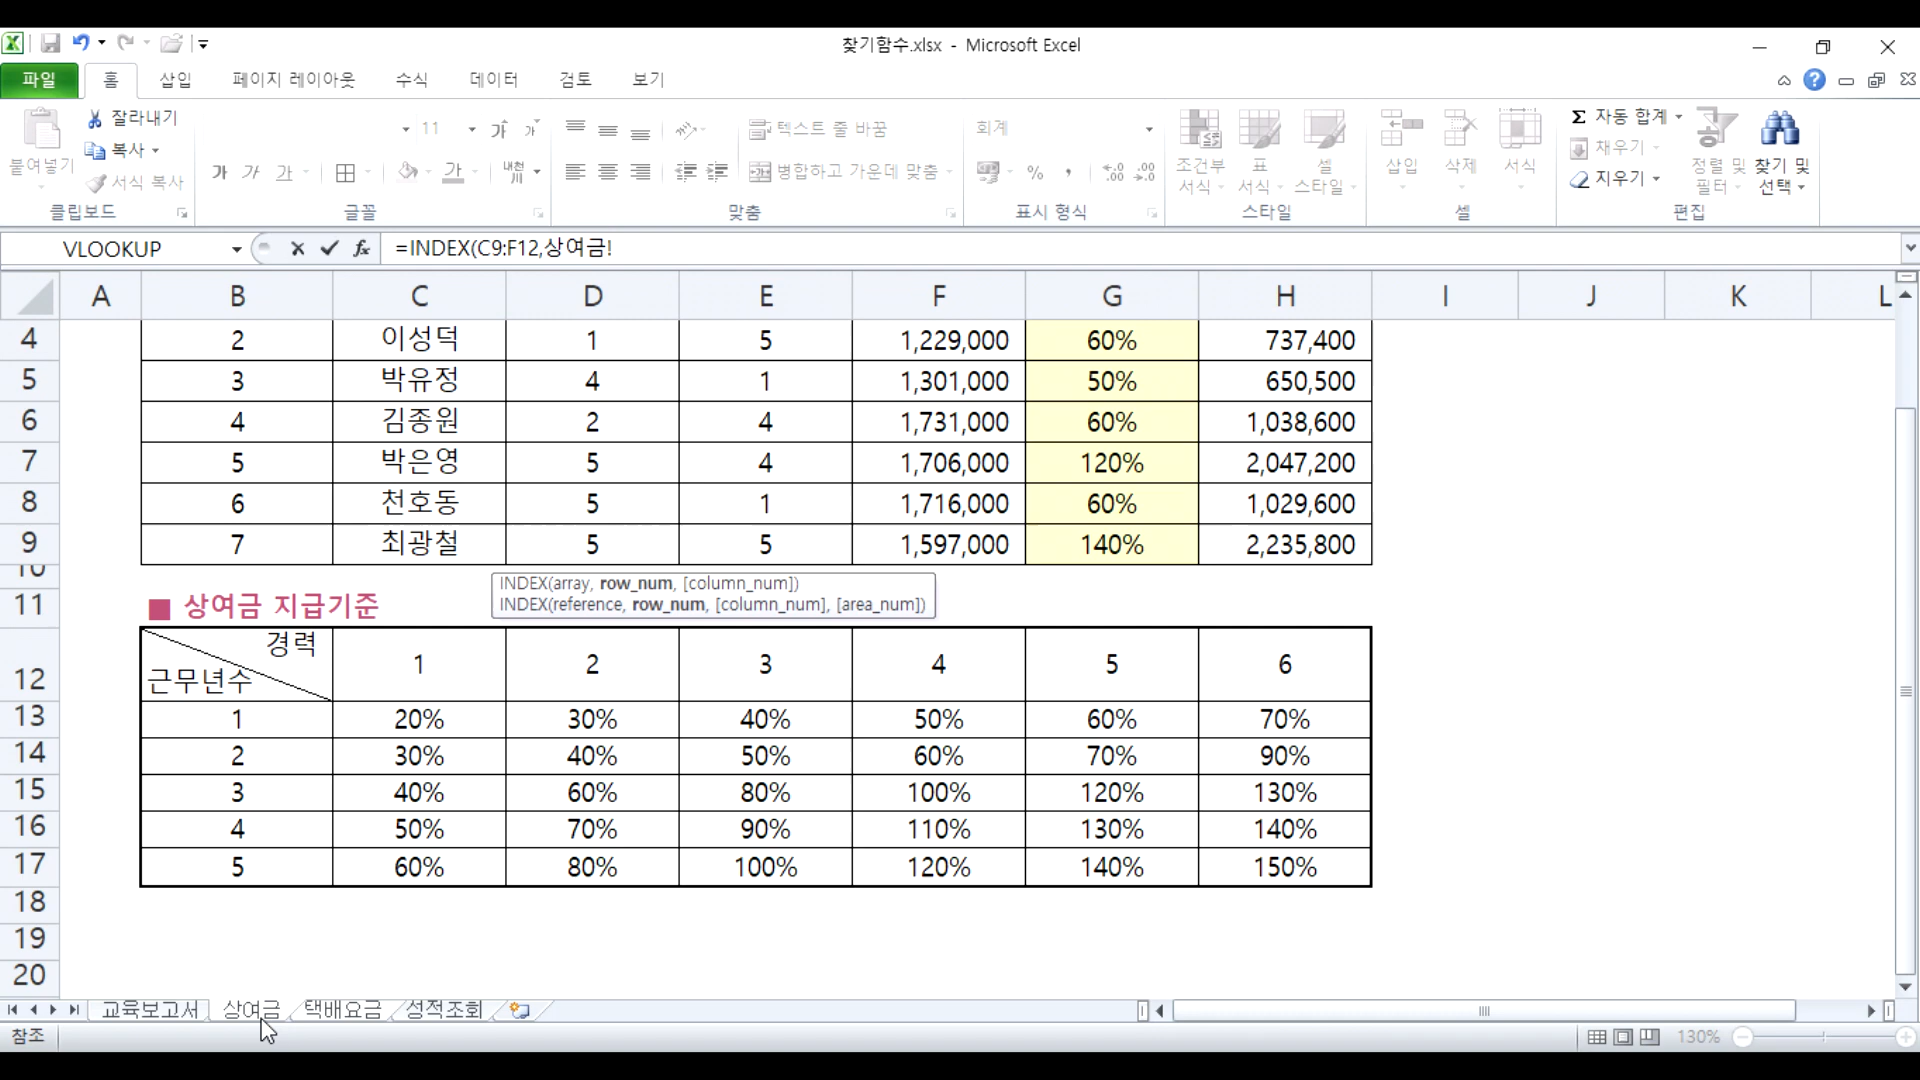 찾기함수.xlsx - Microsoft Excel
파일 홈 삽입 페이지 레이아웃 수식 데이터 검토 보기
붙여넣기 잘라내기 복사 서식 복사
11 가 가
가 가 가 가 내천 川
텍스트 줄 바꿈
병합하고 가운데 맞춤
회계
% , .0 .00
조건부 서식 표 서식 셀 스타일
삽입 삭제 서식
Σ 자동 합계 채우기 지우기
정렬 및 필터 찾기 및 선택
클립보드 글꼴 맞춤 표시 형식 스타일 셀 편집
VLOOKUP fx =INDEX(C9:F12,상여금!
A B C D E F G H I J K L
4 2 이성덕 1 5 1,229,000 60% 737,400
5 3 박유정 4 1 1,301,000 50% 650,500
6 4 김종원 2 4 1,731,000 60% 1,038,600
7 5 박은영 5 4 1,706,000 120% 2,047,200
8 6 천호동 5 1 1,716,000 60% 1,029,600
9 7 최광철 5 5 1,597,000 140% 2,235,800
10
INDEX(array, row_num, [column_num])
INDEX(reference, row_num, [column_num], [area_num])
11 ■ 상여금 지급기준
12 경력 근무년수 1 2 3 4 5 6
13 1 20% 30% 40% 50% 60% 70%
14 2 30% 40% 50% 60% 70% 90%
15 3 40% 60% 80% 100% 120% 130%
16 4 50% 70% 90% 110% 130% 140%
17 5 60% 80% 100% 120% 140% 150%
18
19
20
교육보고서 상여금 택배요금 성적조회
참조 130%